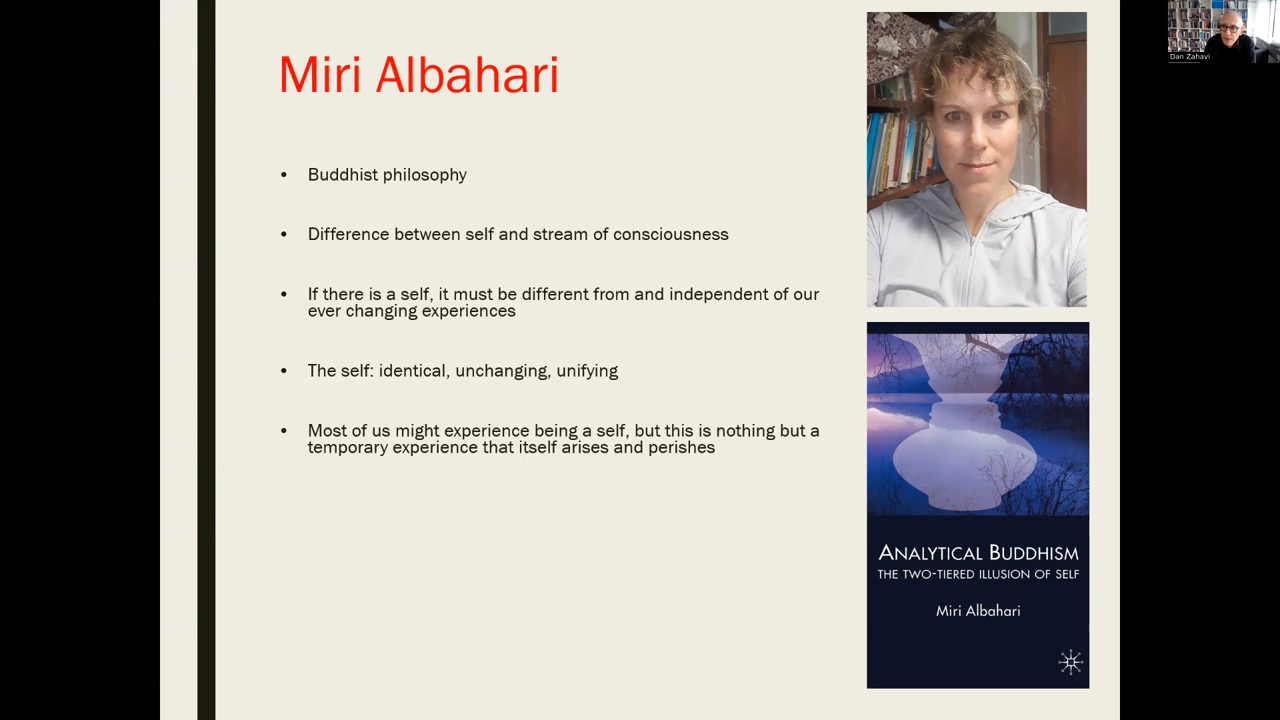 Miri Albahari
• Buddhist philosophy
• Difference between self and stream of consciousness
• If there is a self, it must be different from and independent of our
ever changing experiences
• The self: identical, unchanging, unifying
• Most of us might experience being a self, but this is nothing but a
temporary experience that itself arises and perishes
ANALYTICAL BUDDHISM
THE TWO-TIERED ILLUSION OF SELF
Miri Albahari
Dan Zahavi